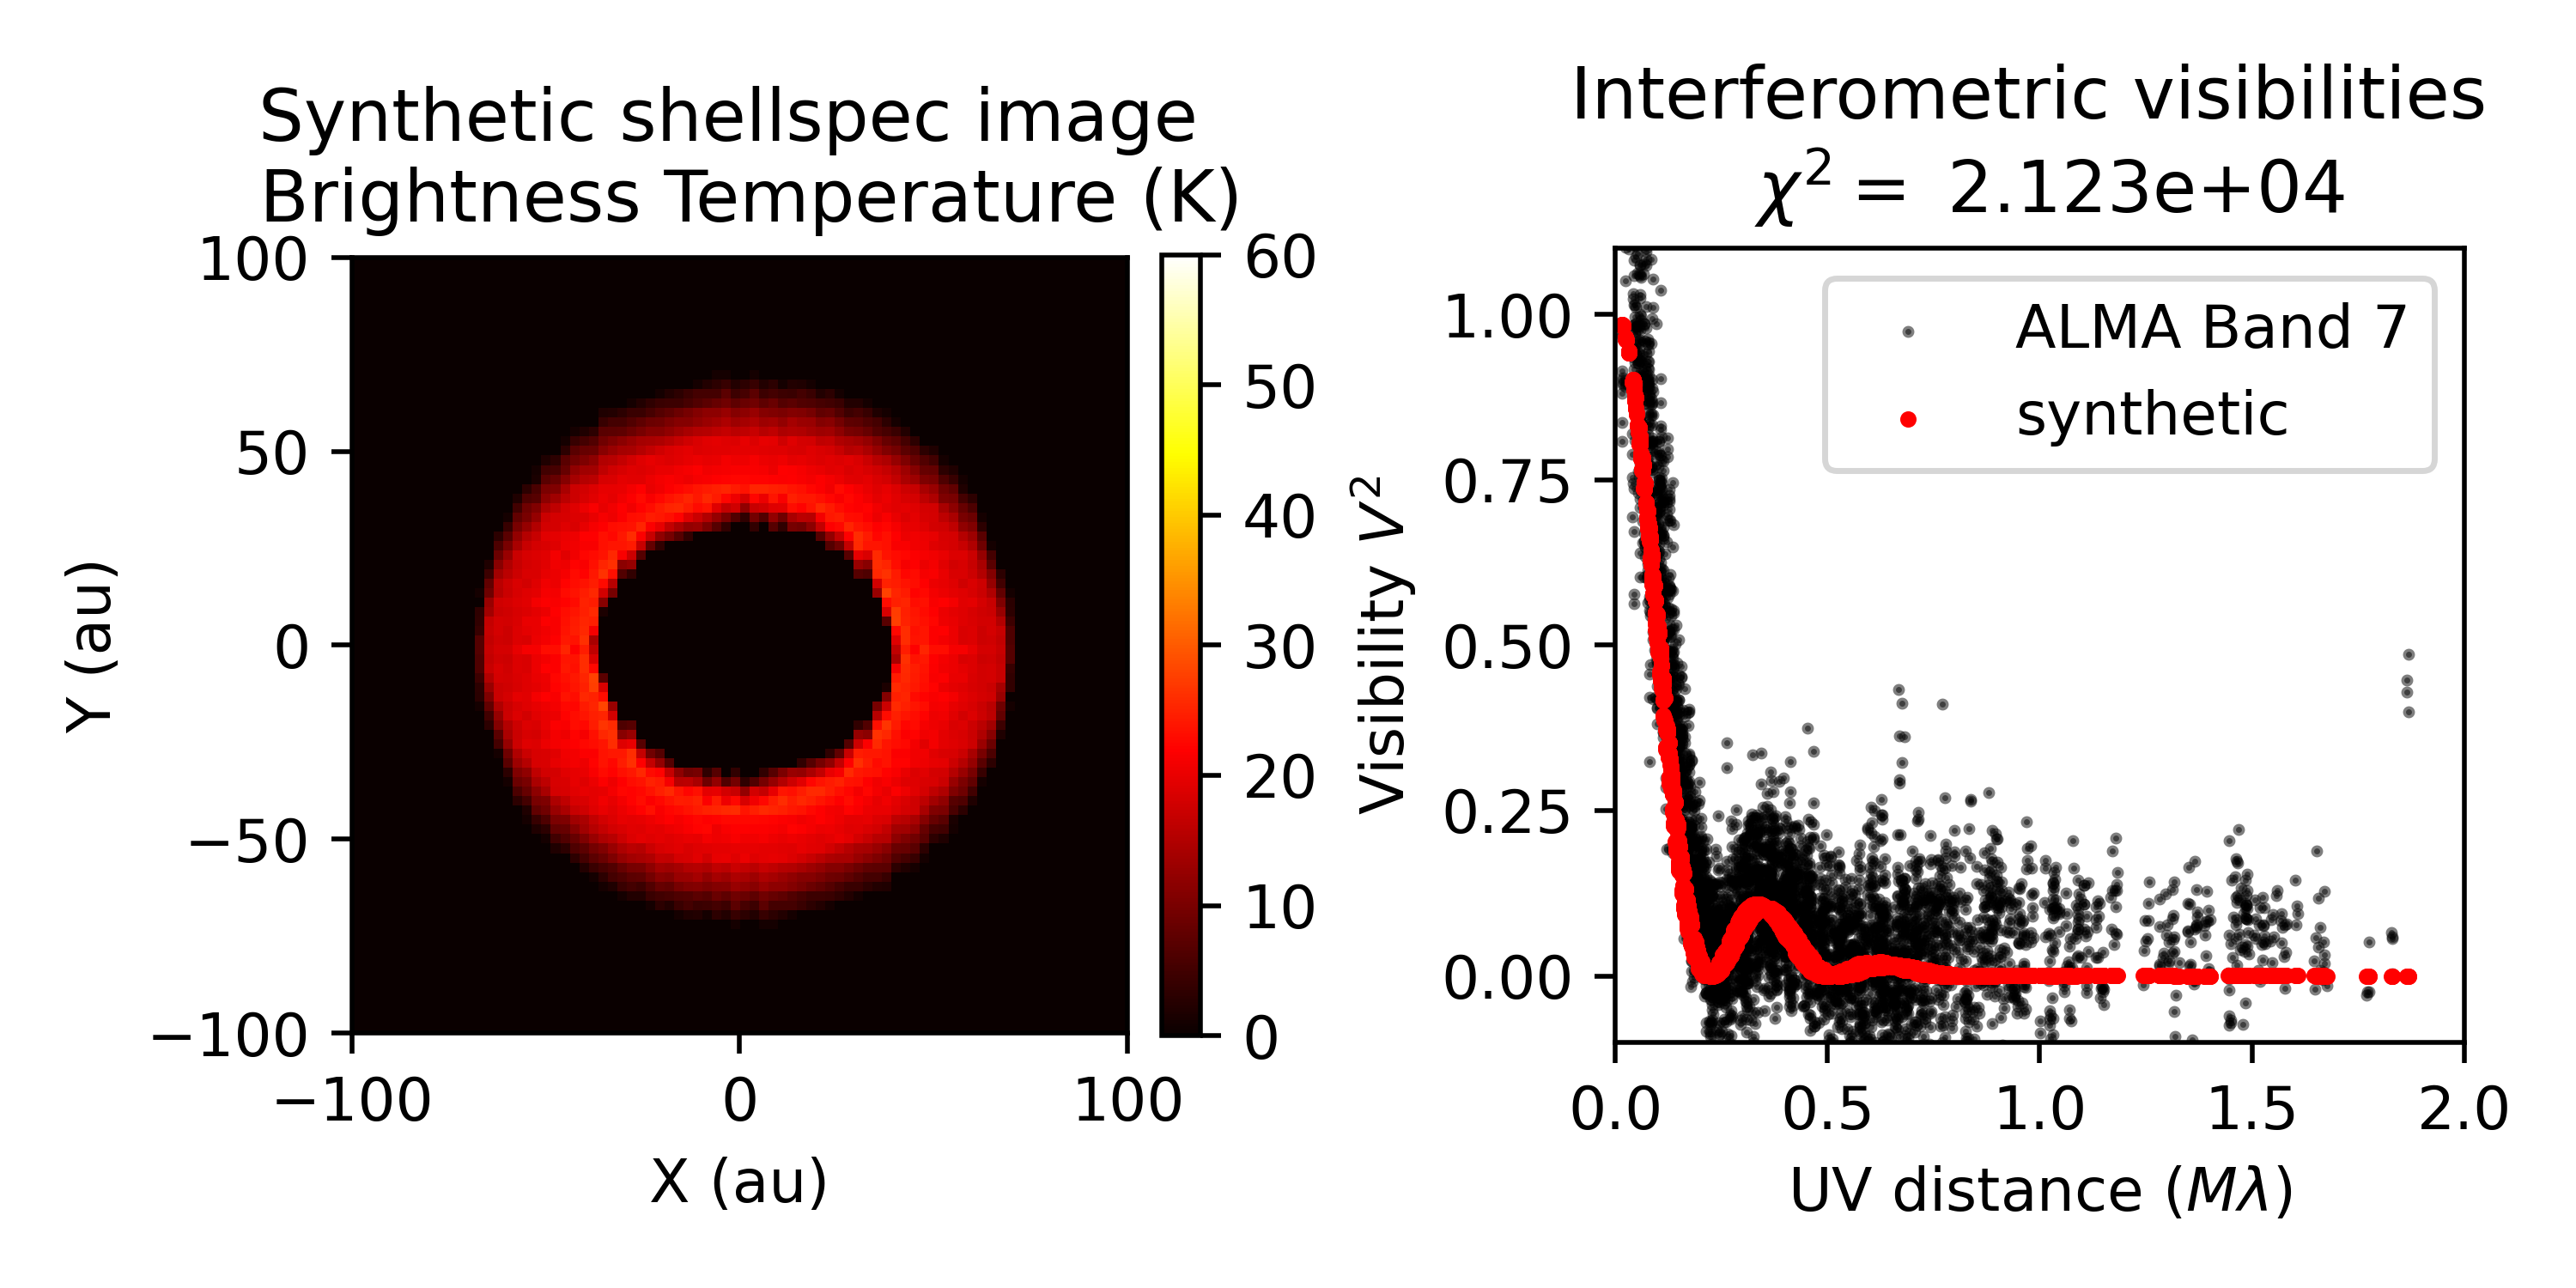 Synthetic shellspec image
Brightness Temperature (K)
100
50
0
−50
−100
Y (au)
−100
0
100
X (au)
60
50
40
30
20
10
0
Interferometric visibilities
χ² = 2.123e+04
ALMA Band 7
synthetic
1.00
0.75
0.50
0.25
0.00
Visibility V²
0.0
0.5
1.0
1.5
2.0
UV distance (Mλ)